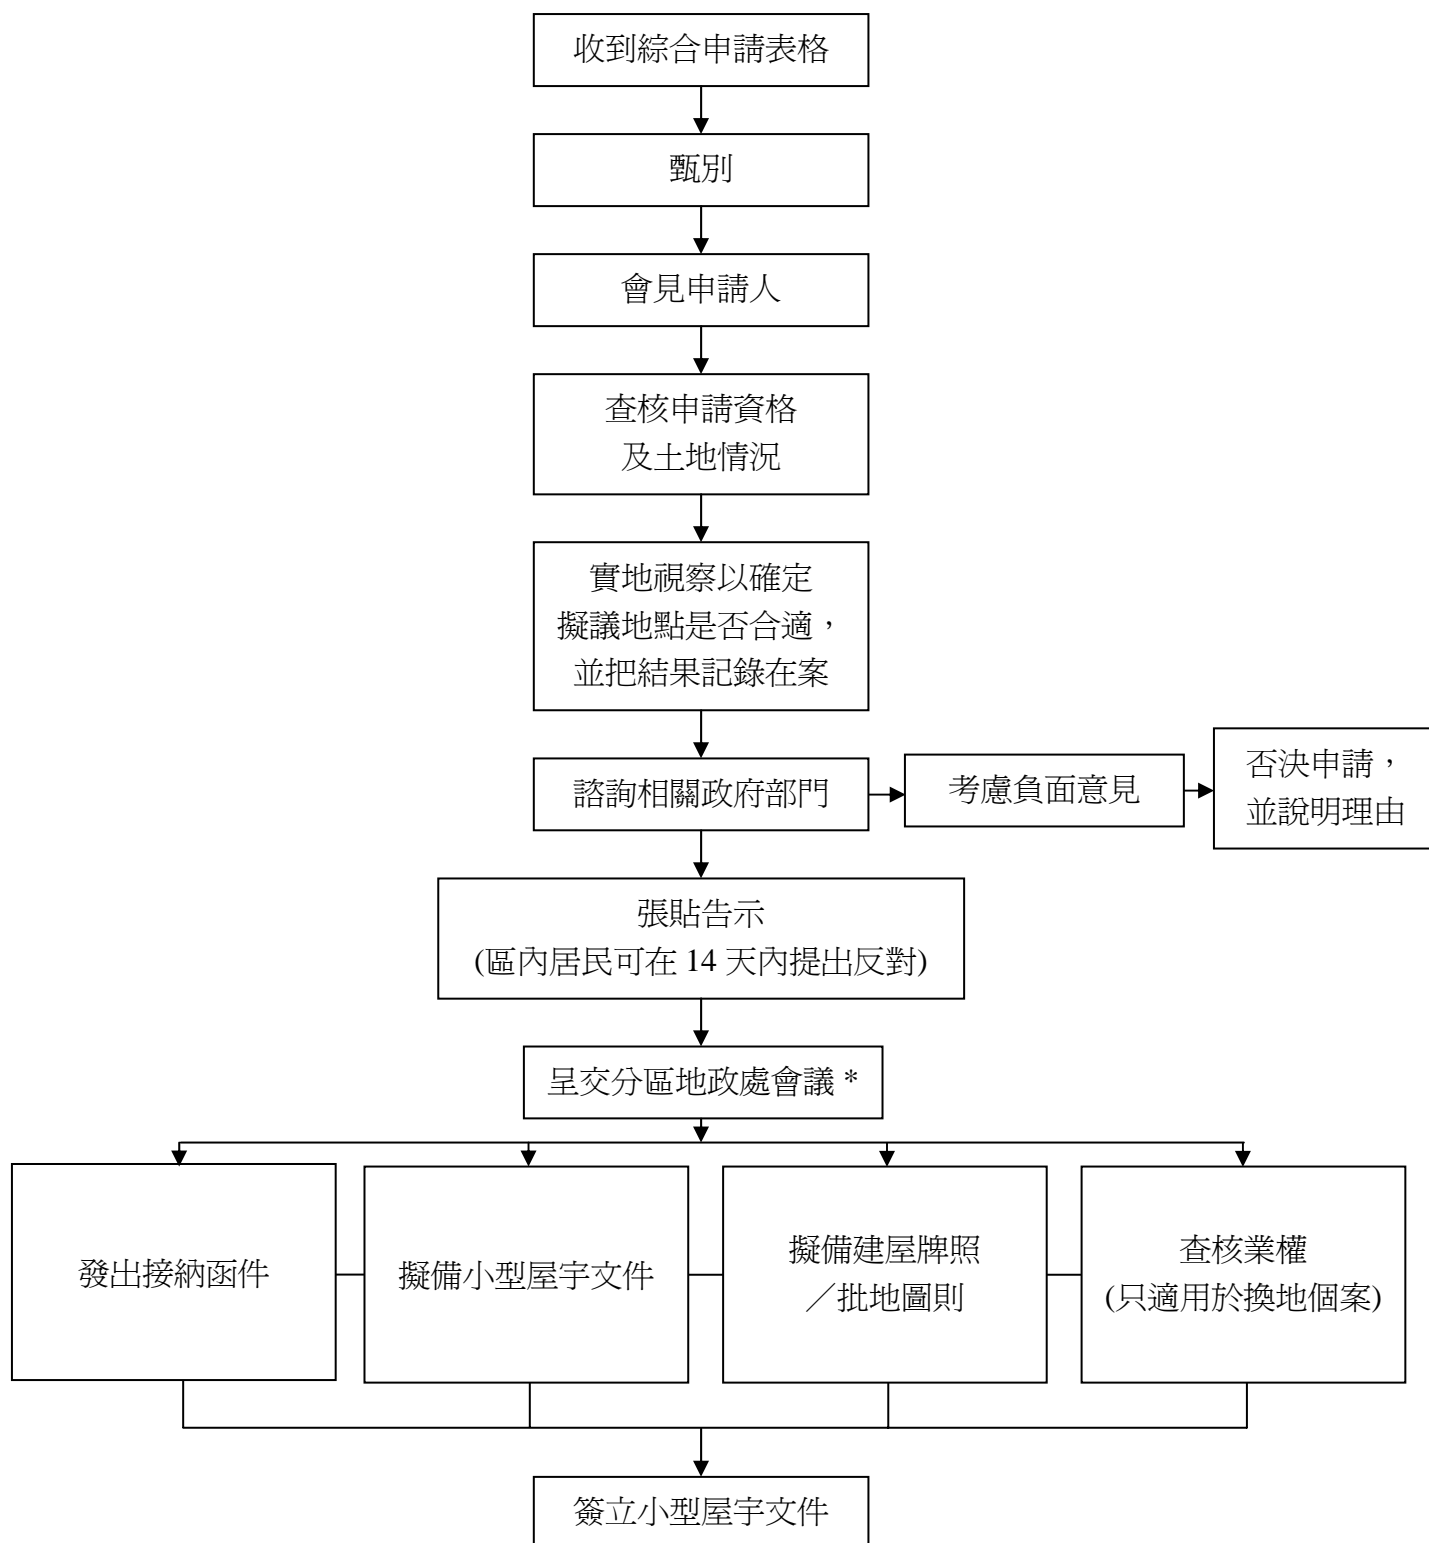 收到綜合申請表格
甄別
會見申請人
查核申請資格
及土地情況
實地視察以確定
擬議地點是否合適，
並把結果記錄在案
諮詢相關政府部門
考慮負面意見
否決申請，
並說明理由
張貼告示
(區內居民可在 14 天內提出反對)
呈交分區地政處會議 *
發出接納函件
擬備小型屋宇文件
擬備建屋牌照
／批地圖則
查核業權
(只適用於換地個案)
簽立小型屋宇文件